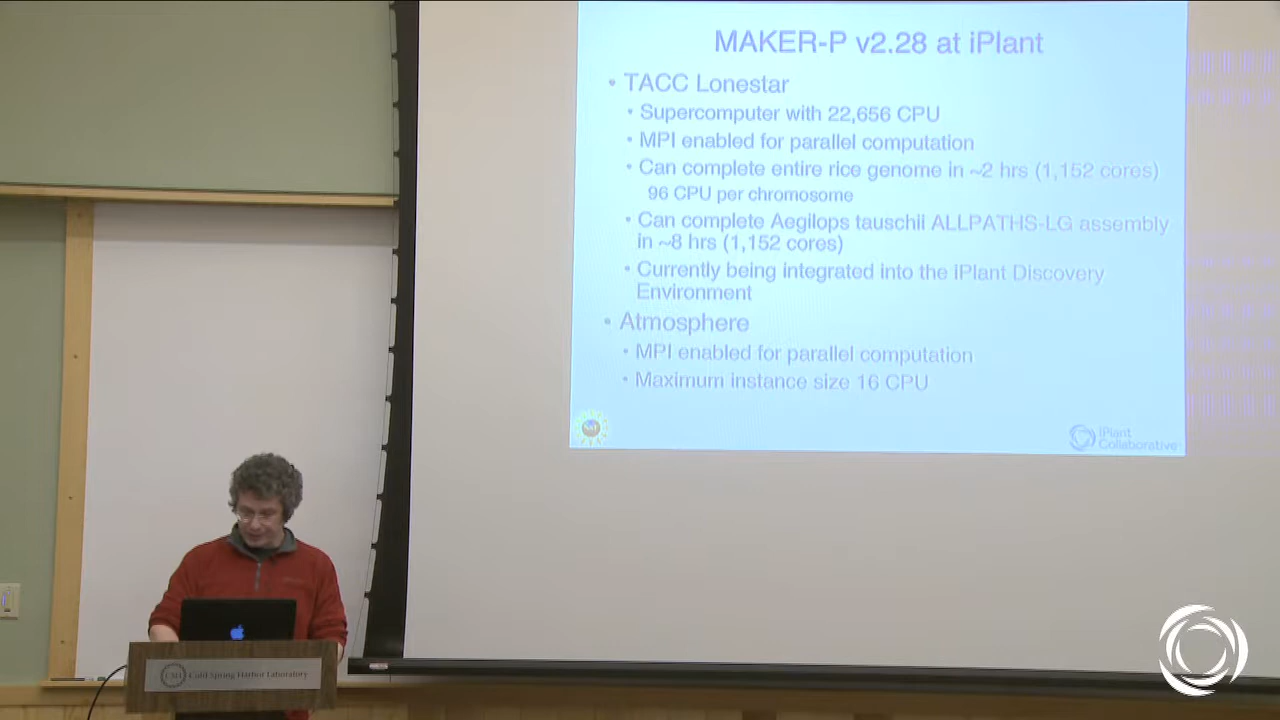 MAKER-P v2.28 at iPlant
• TACC Lonestar
• Supercomputer with 22,656 CPU
• MPI enabled for parallel computation
• Can complete entire rice genome in ~2 hrs (1,152 cores)
96 CPU per chromosome
• Can complete Aegilops tauschii ALLPATHS-LG assembly
in ~8 hrs (1,152 cores)
• Currently being integrated into the iPlant Discovery
Environment
• Atmosphere
• MPI enabled for parallel computation
• Maximum instance size 16 CPU
NSF
iPlant
Collaborative
CSH Cold Spring Harbor Laboratory